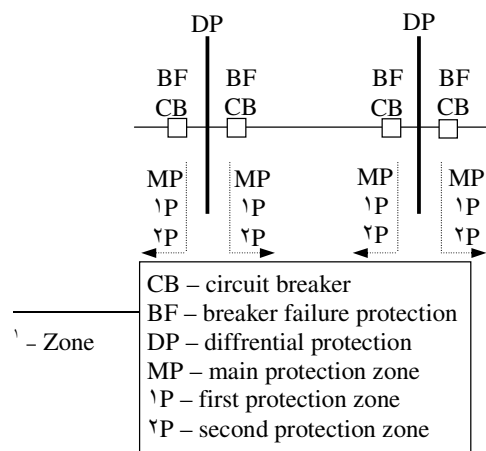 DP DP
BF BF BF BF
CB CB CB CB
MP MP MP MP
۱P ۱P ۱P ۱P
۲P ۲P ۲P ۲P
CB – circuit breaker
BF – breaker failure protection
۱ – Zone DP – diffrential protection
MP – main protection zone
۱P – first protection zone
۲P – second protection zone